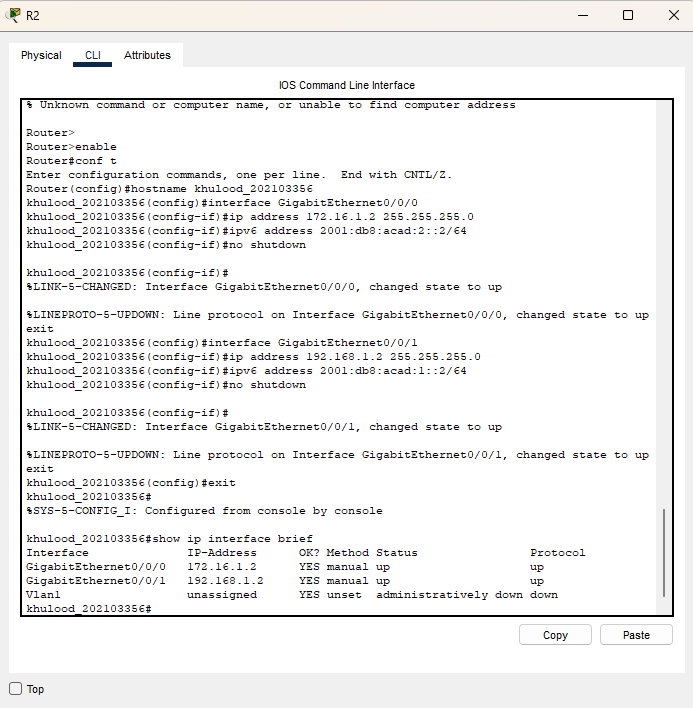 R2
Physical CLI Attributes
IOS Command Line Interface
% Unknown command or computer name, or unable to find computer address
Router>
Router>enable
Router#conf t
Enter configuration commands, one per line.  End with CNTL/Z.
Router(config)#hostname khulood_202103356
khulood_202103356(config)#interface GigabitEthernet0/0/0
khulood_202103356(config-if)#ip address 172.16.1.2 255.255.255.0
khulood_202103356(config-if)#ipv6 address 2001:db8:acad:2::2/64
khulood_202103356(config-if)#no shutdown
khulood_202103356(config-if)#
%LINK-5-CHANGED: Interface GigabitEthernet0/0/0, changed state to up
%LINEPROTO-5-UPDOWN: Line protocol on Interface GigabitEthernet0/0/0, changed state to up
exit
khulood_202103356(config)#interface GigabitEthernet0/0/1
khulood_202103356(config-if)#ip address 192.168.1.2 255.255.255.0
khulood_202103356(config-if)#ipv6 address 2001:db8:acad:1::2/64
khulood_202103356(config-if)#no shutdown
khulood_202103356(config-if)#
%LINK-5-CHANGED: Interface GigabitEthernet0/0/1, changed state to up
%LINEPROTO-5-UPDOWN: Line protocol on Interface GigabitEthernet0/0/1, changed state to up
exit
khulood_202103356(config)#exit
khulood_202103356#
%SYS-5-CONFIG_I: Configured from console by console
khulood_202103356#show ip interface brief
Interface              IP-Address      OK? Method Status                Protocol
GigabitEthernet0/0/0   172.16.1.2      YES manual up                    up
GigabitEthernet0/0/1   192.168.1.2     YES manual up                    up
Vlan1                  unassigned      YES unset  administratively down down
khulood_202103356#
Copy Paste
Top